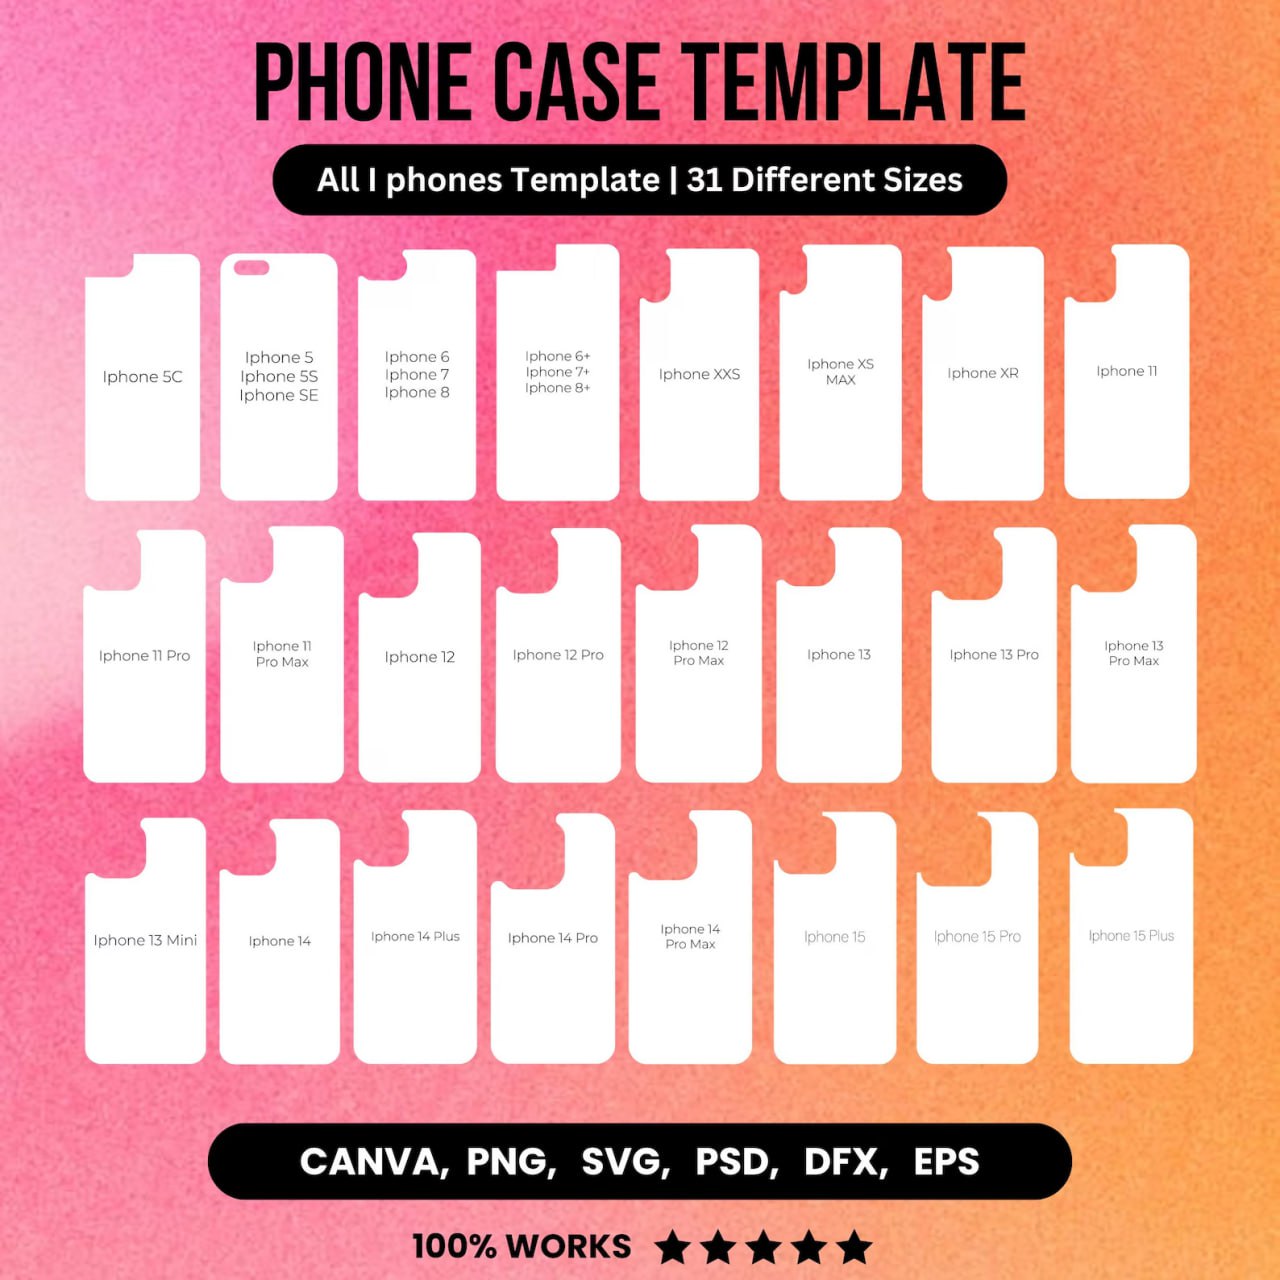 PHONE CASE TEMPLATE
All I phones Template | 31 Different Sizes
Iphone 5C
Iphone 5
Iphone 5S
Iphone SE
Iphone 6
Iphone 7
Iphone 8
Iphone 6+
Iphone 7+
Iphone 8+
Iphone XXS
Iphone XS
MAX
Iphone XR
Iphone 11
Iphone 11 Pro
Iphone 11
Pro Max
Iphone 12
Iphone 12 Pro
Iphone 12
Pro Max
Iphone 13
Iphone 13 Pro
Iphone 13
Pro Max
Iphone 13 Mini
Iphone 14
Iphone 14 Plus
Iphone 14 Pro
Iphone 14
Pro Max
Iphone 15
Iphone 15 Pro
Iphone 15 Plus
CANVA, PNG, SVG, PSD, DFX, EPS
100% WORKS ★★★★★